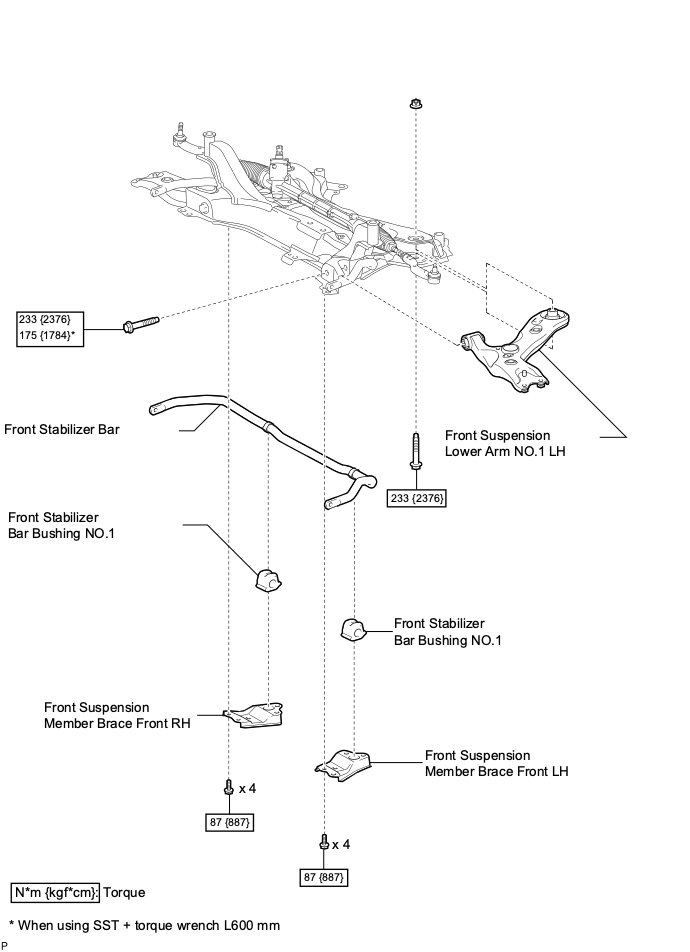 233 {2376}
175 {1784}*
Front Stabilizer Bar
Front Suspension
Lower Arm NO.1 LH
233 {2376}
Front Stabilizer
Bar Bushing NO.1
Front Stabilizer
Bar Bushing NO.1
Front Suspension
Member Brace Front RH
Front Suspension
Member Brace Front LH
x 4
87 {887}
x 4
87 {887}
N*m {kgf*cm}: Torque
* When using SST + torque wrench L600 mm
P